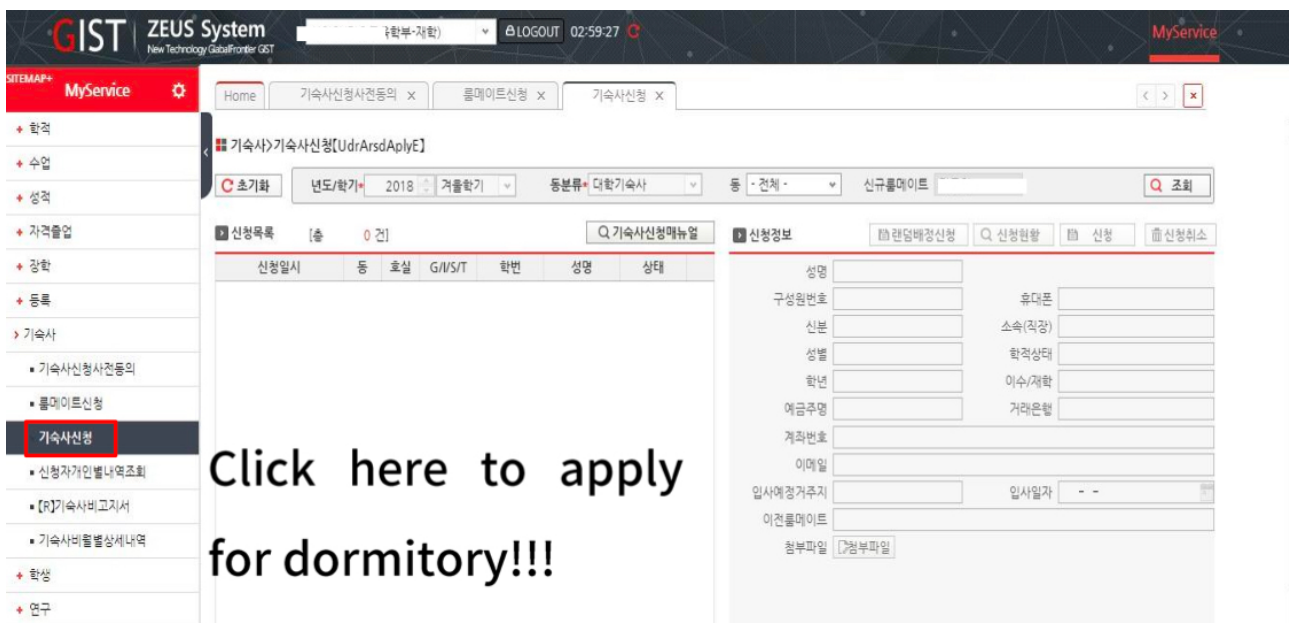 GIST ZEUS System
New Technology GabalFrontier GIST
학부-재학) LOGOUT 02:59:27 MyService
SITEMAP+
MyService
Home 기숙사신청사전동의 × 룸메이트신청 × 기숙사신청 ×
+ 학적
+ 수업
+ 성적
+ 자격졸업
+ 장학
+ 등록
> 기숙사
▪ 기숙사신청사전동의
▪ 룸메이트신청
기숙사신청
▪ 신청자개인별내역조회
▪ [R]기숙사비고지서
▪ 기숙사비월별상세내역
+ 학생
+ 연구
기숙사>기숙사신청[UdrArsdAplyE]
초기화 년도/학기* 2018 겨울학기 동분류* 대학기숙사 동 - 전체 - 신규룸메이트 조회
신청목록 [총 0 건] 기숙사신청매뉴얼
신청일시 동 호실 G/I/S/T 학번 성명 상태
Click here to apply
for dormitory!!!
신청정보 랜덤배정신청 신청현황 신청 신청취소
성명
구성원번호 휴대폰
신분 소속(직장)
성별 학적상태
학년 이수/재학
예금주명 거래은행
계좌번호
이메일
입사예정거주지 입사일자 - -
이전룸메이트
첨부파일 첨부파일